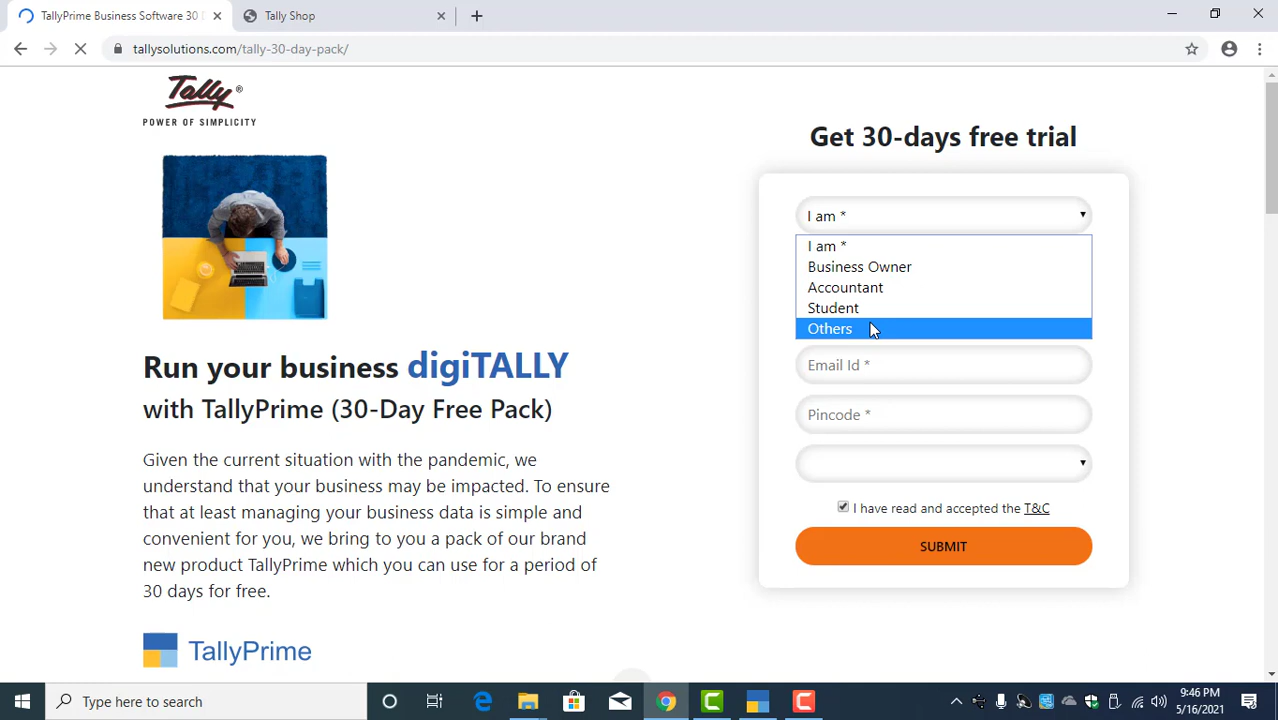 TallyPrime Business Software 30 D
Tally Shop
tallysolutions.com/tally-30-day-pack/
Tally®
POWER OF SIMPLICITY
Get 30-days free trial
I am *
I am *
Business Owner
Accountant
Student
Others
Email Id *
Pincode *
I have read and accepted the T&C
SUBMIT
Run your business digiTALLY
with TallyPrime (30-Day Free Pack)
Given the current situation with the pandemic, we
understand that your business may be impacted. To ensure
that at least managing your business data is simple and
convenient for you, we bring to you a pack of our brand
new product TallyPrime which you can use for a period of
30 days for free.
TallyPrime
Type here to search
9:46 PM
5/16/2021